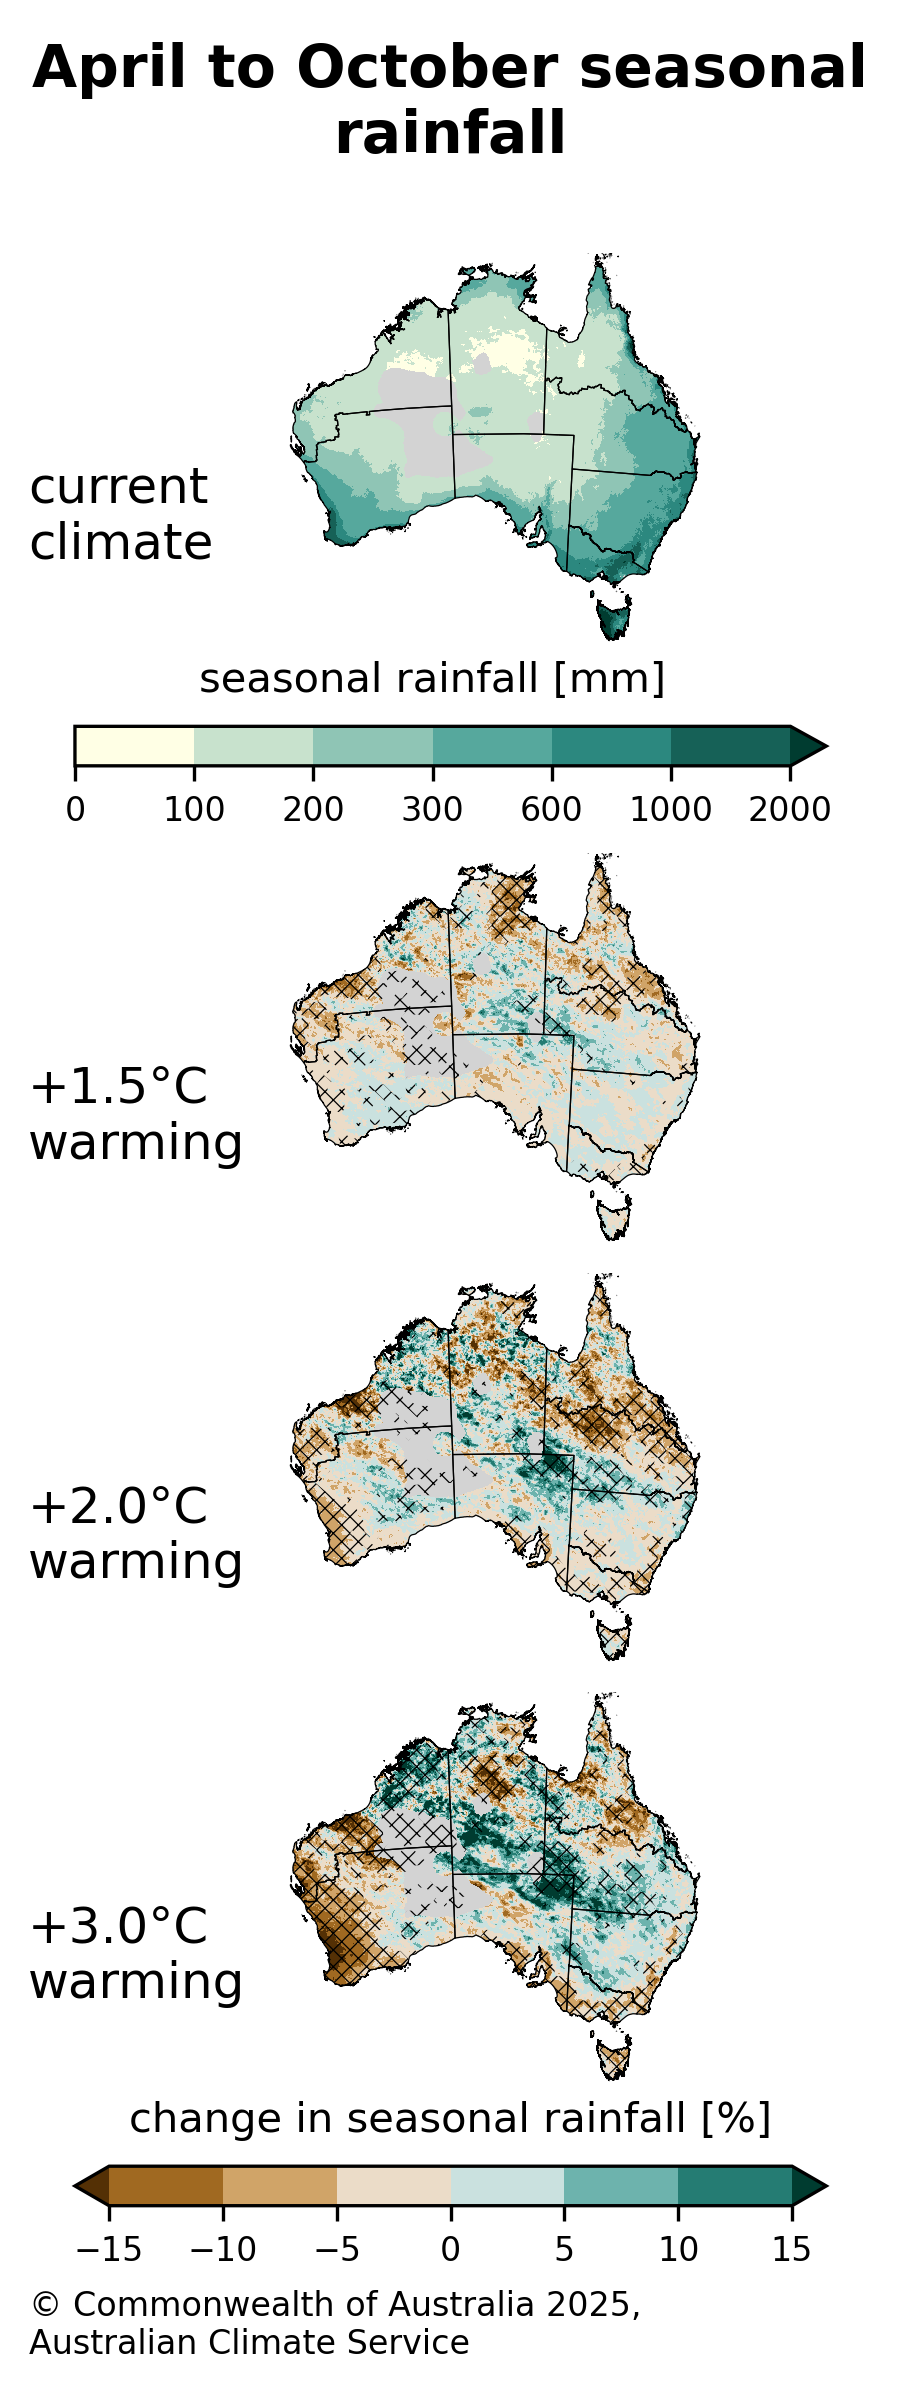 April to October seasonal
rainfall
current
climate
seasonal rainfall [mm]
0 100 200 300 600 1000 2000
+1.5°C
warming
+2.0°C
warming
+3.0°C
warming
change in seasonal rainfall [%]
−15 −10 −5 0 5 10 15
© Commonwealth of Australia 2025,
Australian Climate Service